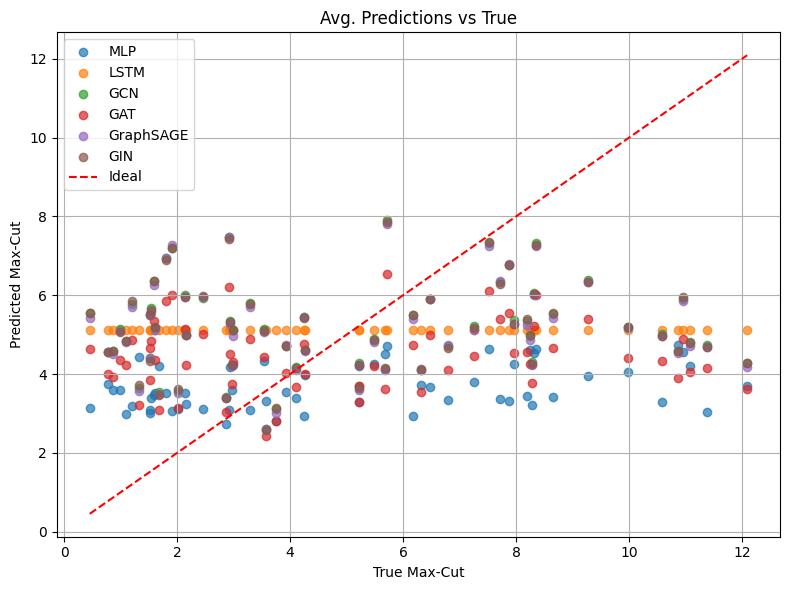 Avg. Predictions vs True
MLP
LSTM
GCN
GAT
GraphSAGE
GIN
Ideal
Predicted Max-Cut
12
10
8
6
4
2
0
0 2 4 6 8 10 12
True Max-Cut